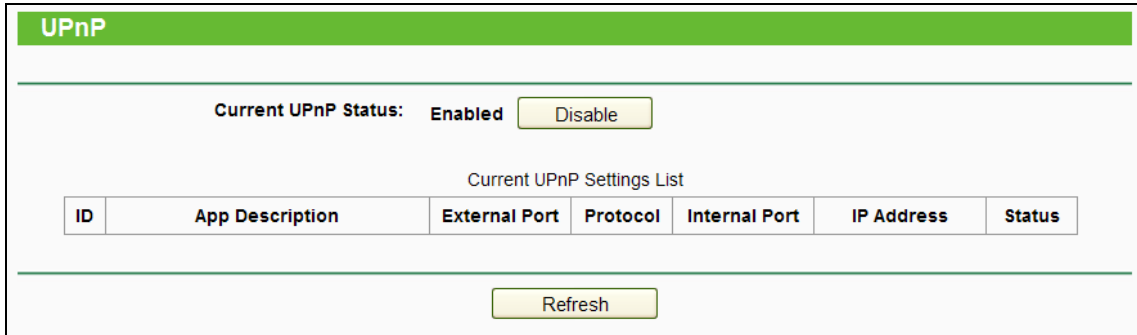 UPnP
Current UPnP Status: Enabled Disable
Current UPnP Settings List
ID App Description External Port Protocol Internal Port IP Address Status
Refresh